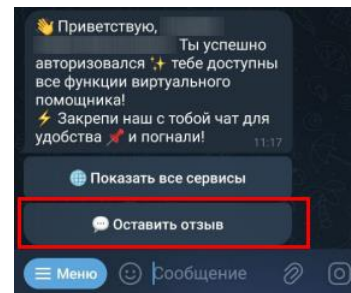 👋 Приветствую,
Ты успешно
авторизовался ✨ тебе доступны
все функции виртуального
помощника!
⚡ Закрепи наш с тобой чат для
удобства 📌 и погнали! 11:17
🌐 Показать все сервисы
💬 Оставить отзыв
Меню Сообщение